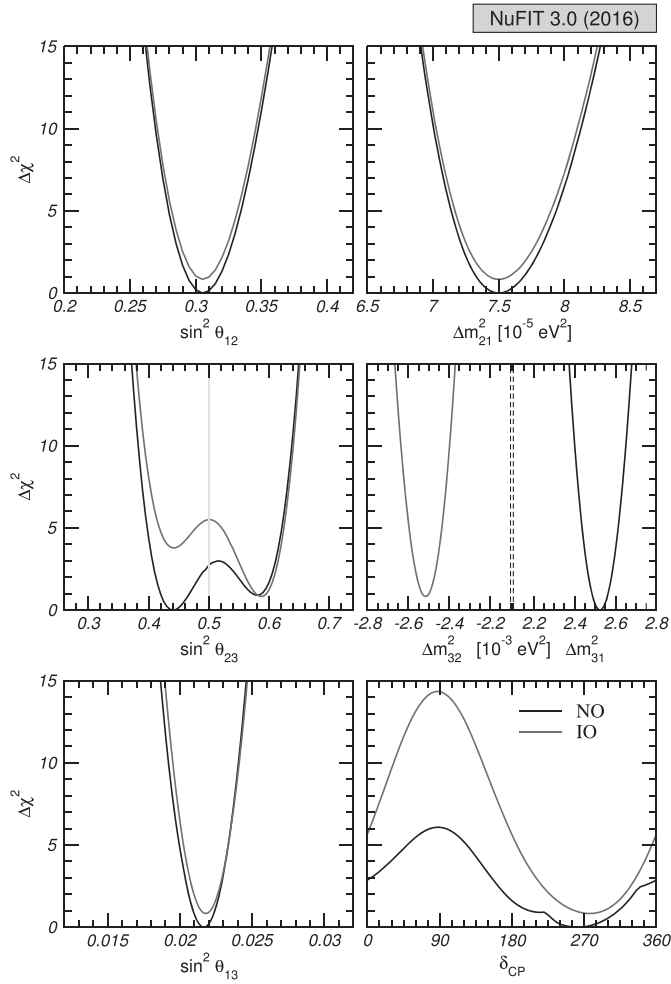 NuFIT 3.0 (2016)
15
10
5
0
Δχ²
0.2 0.25 0.3 0.35 0.4
sin² θ₁₂
6.5 7 7.5 8 8.5
Δm²₂₁ [10⁻⁵ eV²]
15
10
5
0
Δχ²
0.3 0.4 0.5 0.6 0.7
sin² θ₂₃
-2.8 -2.6 -2.4 -2.2 2.2 2.4 2.6 2.8
Δm²₃₂ [10⁻³ eV²] Δm²₃₁
15
10
5
0
Δχ²
0.015 0.02 0.025 0.03
sin² θ₁₃
NO
IO
0 90 180 270 360
δCP